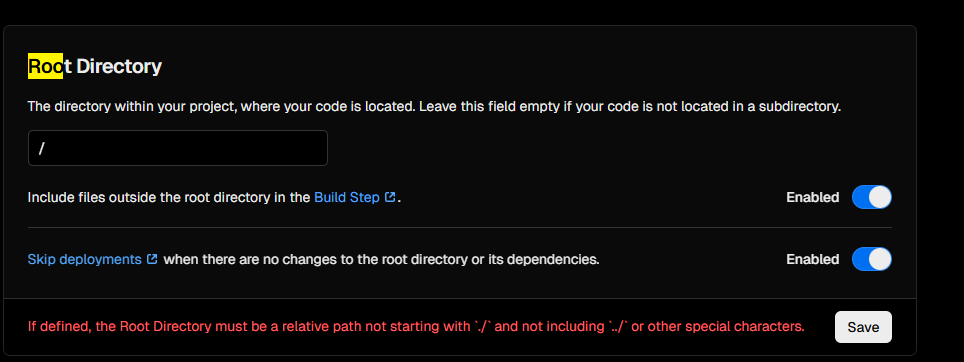 Root Directory
The directory within your project, where your code is located. Leave this field empty if your code is not located in a subdirectory.
/
Include files outside the root directory in the Build Step. Enabled
Skip deployments when there are no changes to the root directory or its dependencies. Enabled
If defined, the Root Directory must be a relative path not starting with `./` and not including `../` or other special characters. Save